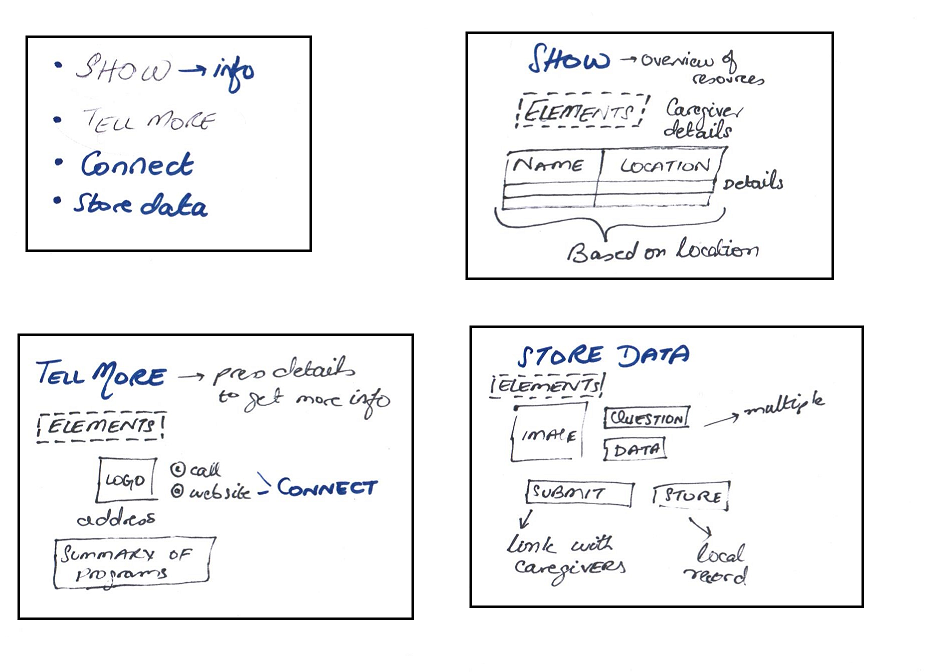 • SHOW → info
• TELL MORE
• Connect
• Store data
SHOW → overview of
resources
ELEMENTS
Caregiver
details
NAME LOCATION
Details
Based on location
TELL MORE → press details
to get more info
ELEMENTS
LOGO
call
website
CONNECT
address
SUMMARY OF
programs
STORE DATA
ELEMENTS
IMAGE
QUESTION
DATA
→ multiple
SUBMIT
STORE
link with
caregivers
local
record